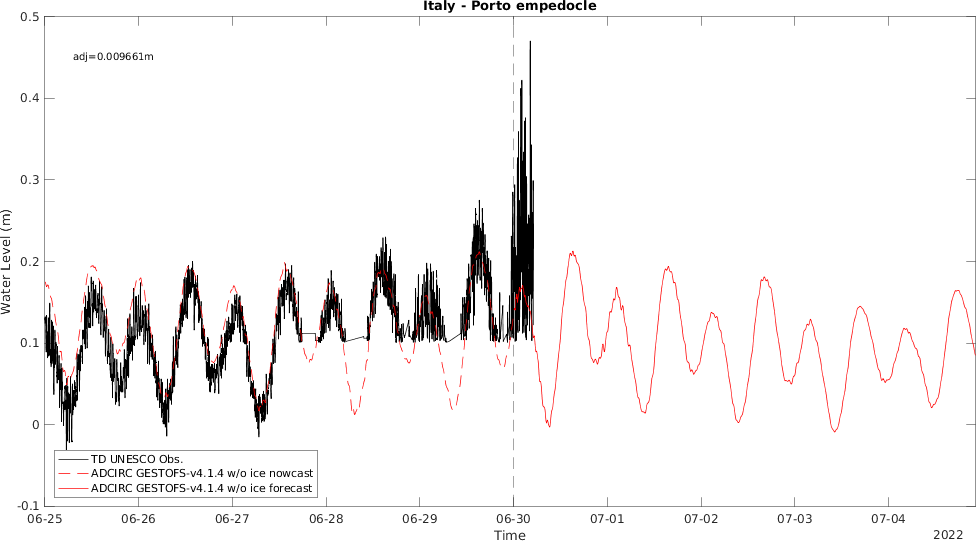 Italy - Porto empedocle
adj=0.009661m
Water Level (m)
0.5
0.4
0.3
0.2
0.1
0
-0.1
TD UNESCO Obs.
ADCIRC GESTOFS-v4.1.4 w/o ice nowcast
ADCIRC GESTOFS-v4.1.4 w/o ice forecast
06-25 06-26 06-27 06-28 06-29 06-30 07-01 07-02 07-03 07-04
Time
2022